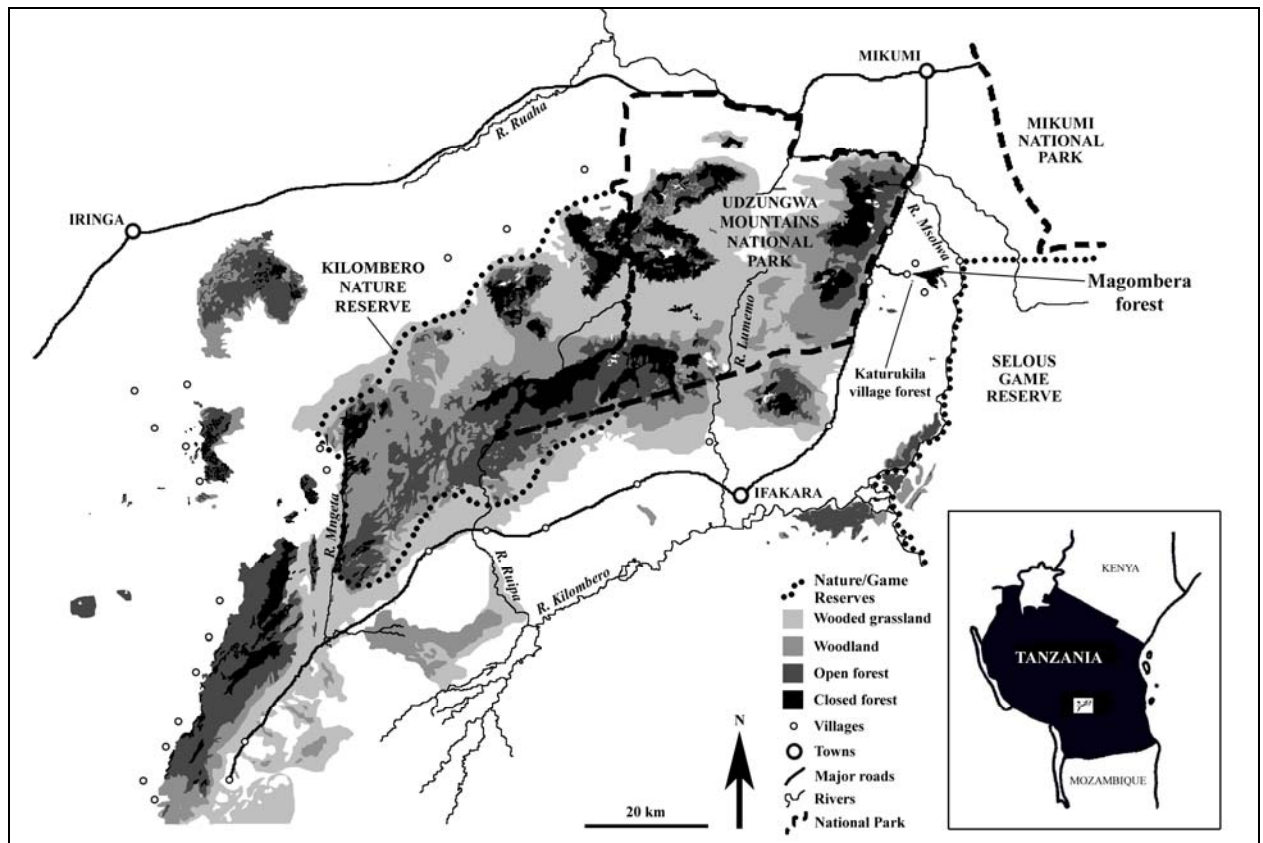 MIKUMI
R. Ruaha
MIKUMI
NATIONAL
PARK
UDZUNGWA
MOUNTAINS
NATIONAL
PARK
R. Msolwa
IRINGA
KILOMBERO
NATURE
RESERVE
Magombera
forest
R. Lumemo
Katurukila
village forest
SELOUS
GAME
RESERVE
IFAKARA
R. Mngeta
R. Ruipa
R. Kilombero
Nature/Game
Reserves
Wooded grassland
Woodland
Open forest
Closed forest
Villages
Towns
Major roads
Rivers
National Park
N
20 km
KENYA
TANZANIA
MOZAMBIQUE